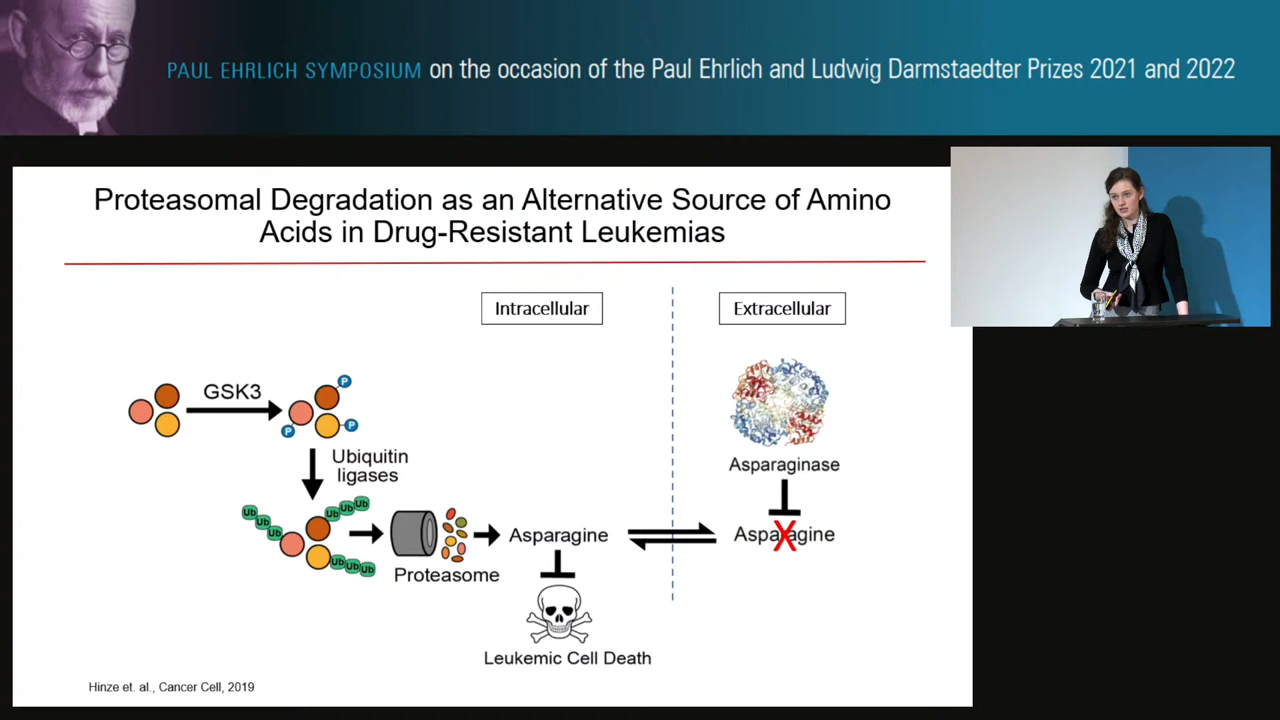 PAUL EHRLICH SYMPOSIUM on the occasion of the Paul Ehrlich and Ludwig Darmstaedter Prizes 2021 and 2022
Proteasomal Degradation as an Alternative Source of Amino
Acids in Drug-Resistant Leukemias
Intracellular
Extracellular
GSK3
P
P
P
Ubiquitin
ligases
Asparaginase
Ub Ub Ub
Ub Ub Ub
Ub Ub Ub
Proteasome
Asparagine
Asparagine
X
Leukemic Cell Death
Hinze et. al., Cancer Cell, 2019